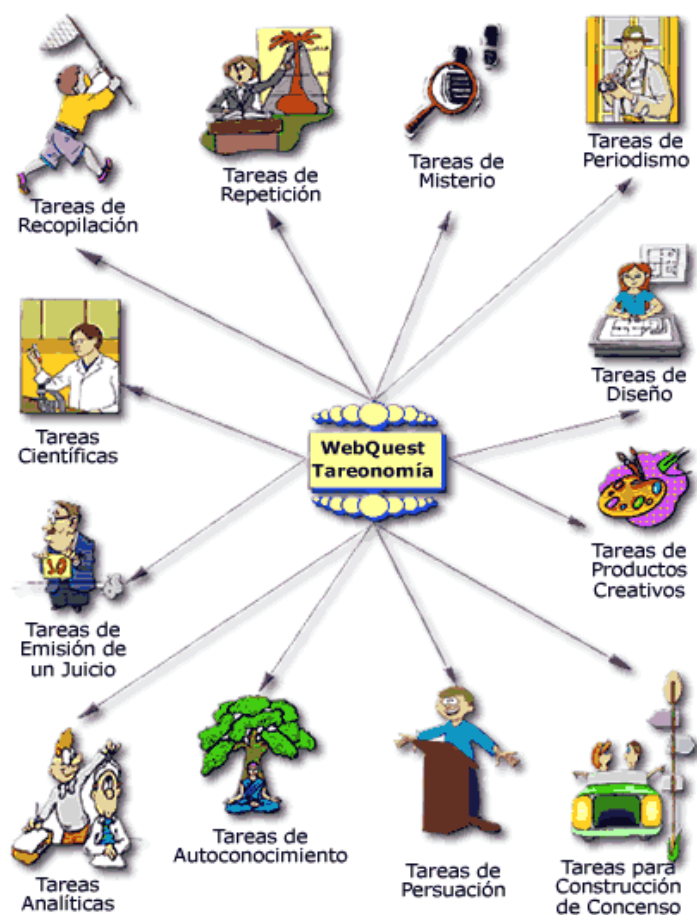 Tareas de
Recopilación
Tareas de
Repetición
Tareas de
Misterio
Tareas de
Periodismo
Tareas
Científicas
WebQuest
Tareonomía
Tareas de
Diseño
Tareas de
Productos
Creativos
10
Tareas de
Emisión de
un Juicio
Tareas
Analíticas
Tareas de
Autoconocimiento
Tareas de
Persuación
Tareas para
Construcción
de Concenso